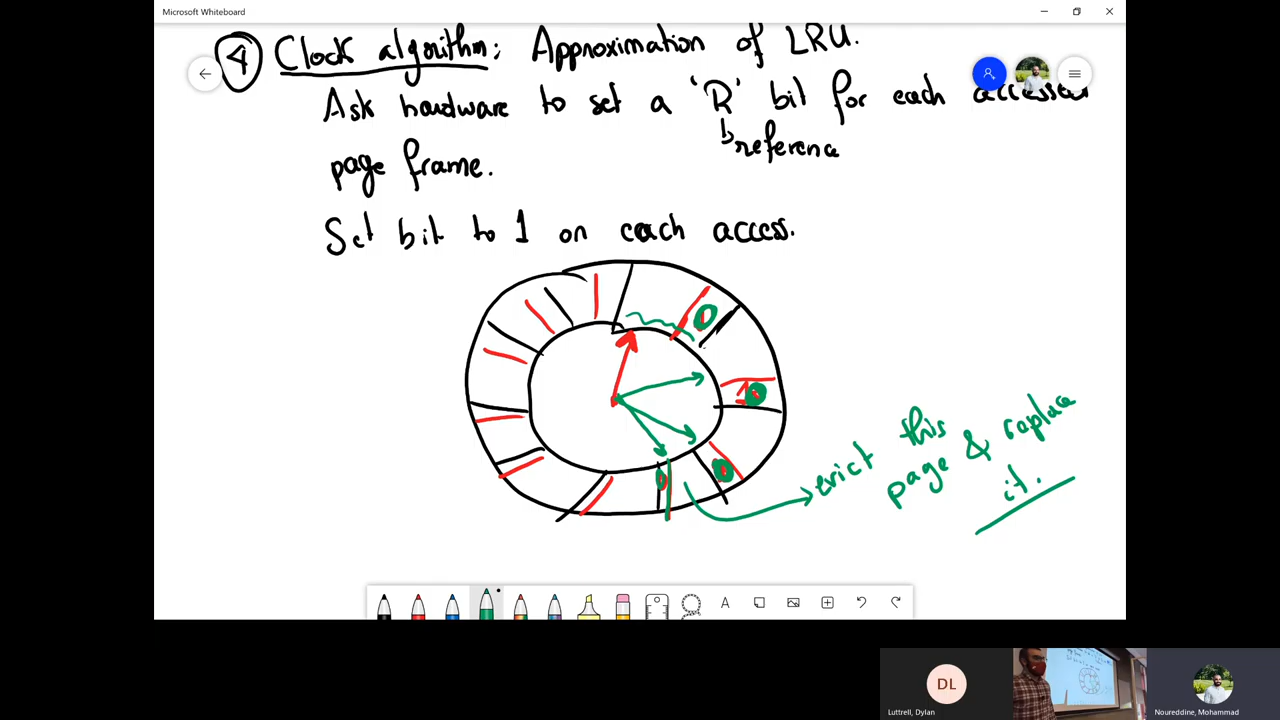 Microsoft Whiteboard
4 Clock algorithm: Approximation of LRU.
Ask hardware to set a 'R' bit for each accessed
reference
page frame.
Set bit to 1 on each access.
0
0
0
0
evict this
page & replace
it.
A
DL
Luttrell, Dylan
Noureddine, Mohammad